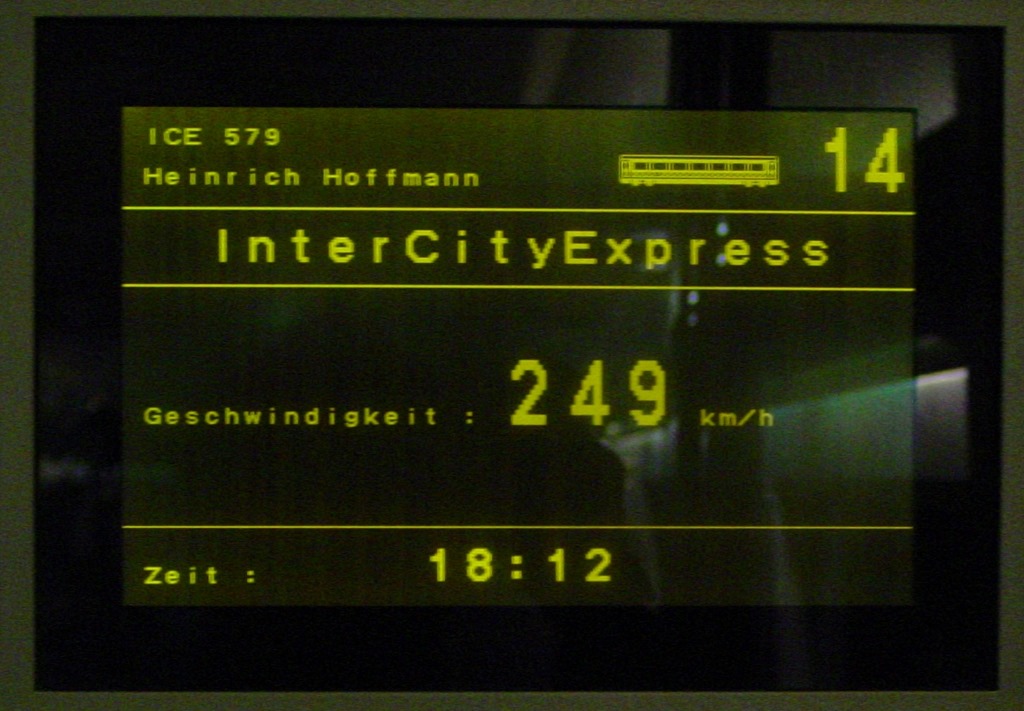 ICE 579 14
Heinrich Hoffmann
InterCityExpress
Geschwindigkeit : 249 km/h
Zeit : 18:12